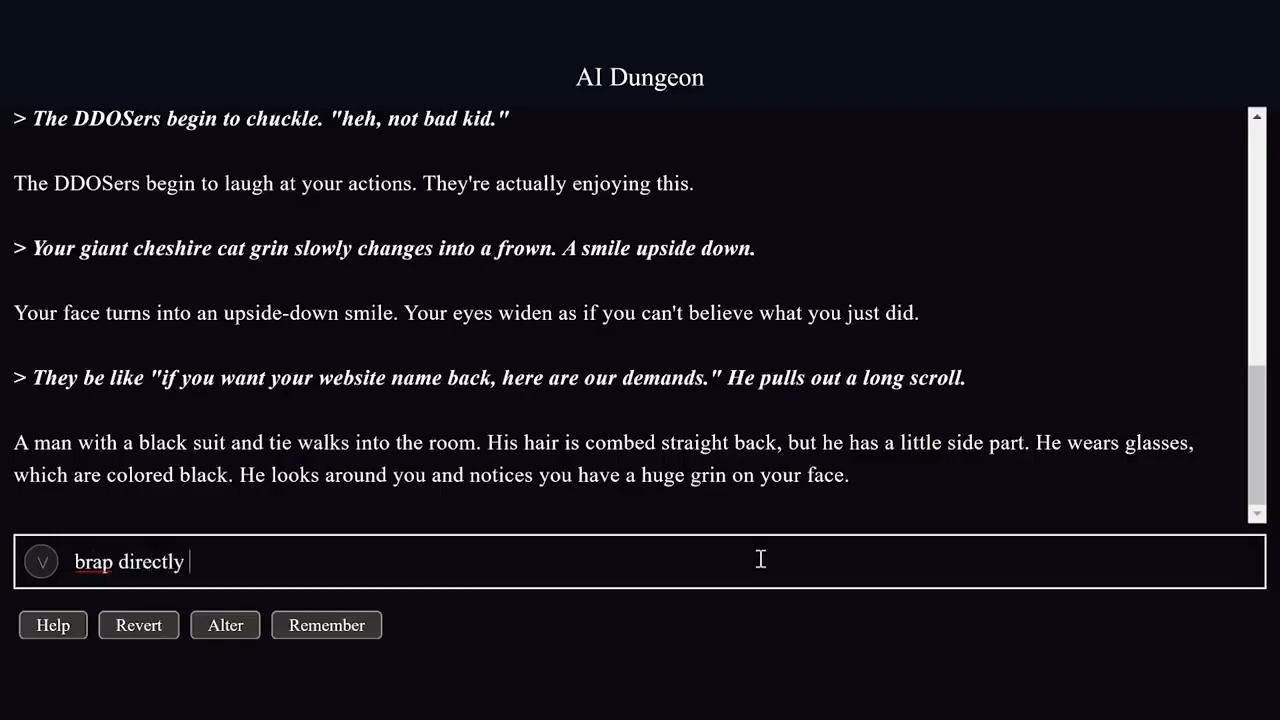 AI Dungeon
> The DDOSers begin to chuckle. "heh, not bad kid."
The DDOSers begin to laugh at your actions. They're actually enjoying this.
> Your giant cheshire cat grin slowly changes into a frown. A smile upside down.
Your face turns into an upside-down smile. Your eyes widen as if you can't believe what you just did.
> They be like "if you want your website name back, here are our demands." He pulls out a long scroll.
A man with a black suit and tie walks into the room. His hair is combed straight back, but he has a little side part. He wears glasses,
which are colored black. He looks around you and notices you have a huge grin on your face.
V brap directly
Help Revert Alter Remember